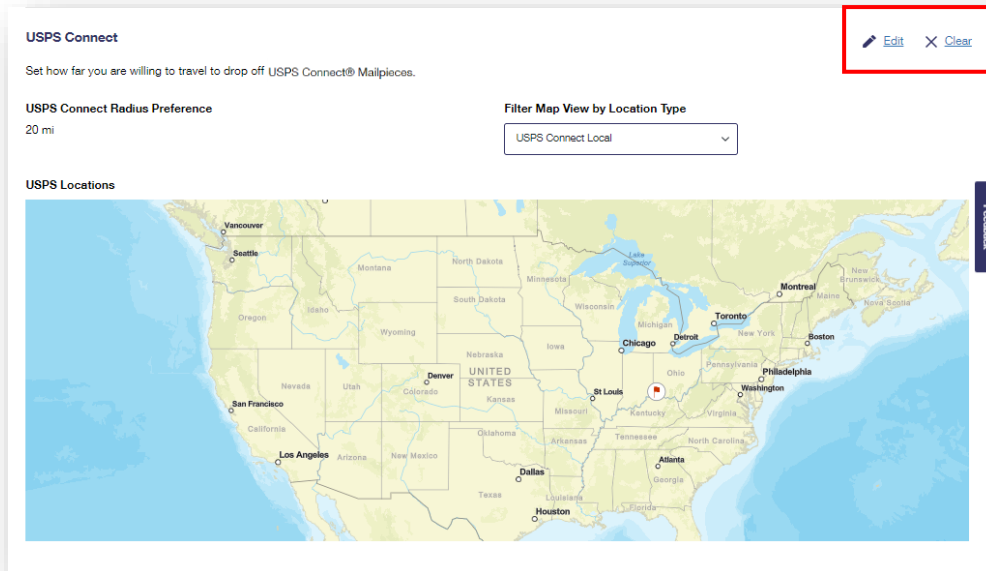 USPS Connect
Edit
Clear
Set how far you are willing to travel to drop off USPS Connect® Mailpieces.
USPS Connect Radius Preference
20 mi
Filter Map View by Location Type
USPS Connect Local
USPS Locations
Vancouver
Seattle
Montana
North Dakota
Minnesota
Lake
Superior
Montreal
New
Brunswick
Maine
Nova Scotia
Oregon
Idaho
South Dakota
Wisconsin
Michigan
Toronto
New York
Boston
Wyoming
Iowa
Chicago
Detroit
Nebraska
UNITED
STATES
Ohio
Pennsylvania
Philadelphia
Washington
Nevada
Utah
Denver
Colorado
Kansas
St Louis
Missouri
Kentucky
Virginia
San Francisco
California
Oklahoma
Arkansas
Tennessee
North Carolina
Los Angeles
Arizona
New Mexico
Dallas
Atlanta
Georgia
Texas
Louisiana
Houston
Florida